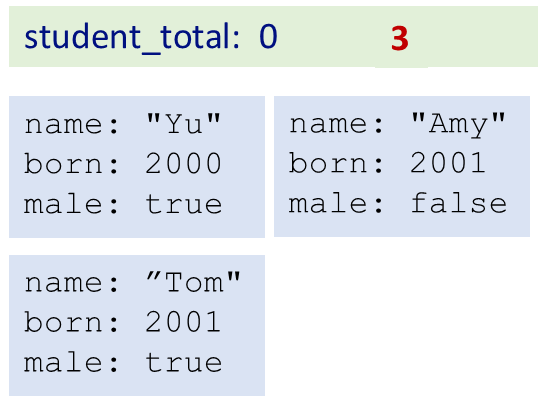 student_total: 0 3
name: "Yu"
born: 2000
male: true
name: "Amy"
born: 2001
male: false
name: ”Tom"
born: 2001
male: true